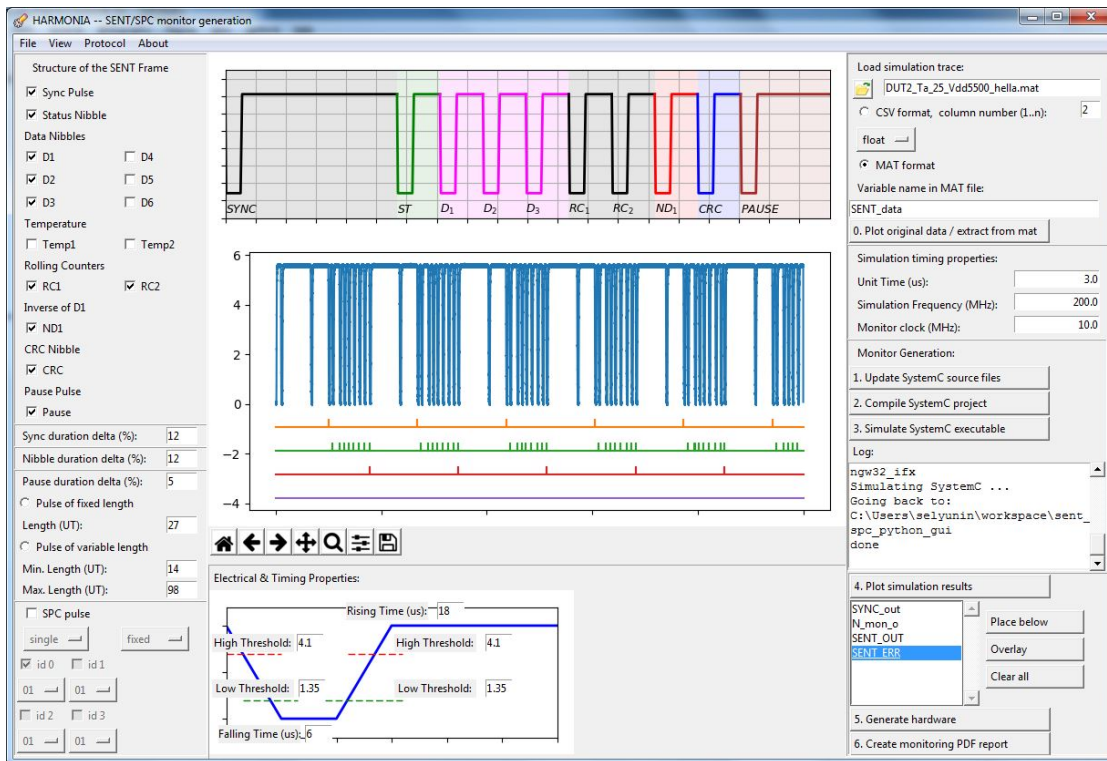 HARMONIA -- SENT/SPC monitor generation
File View Protocol About
Structure of the SENT Frame
Sync Pulse
Status Nibble
Data Nibbles
D1 D4
D2 D5
D3 D6
Temperature
Temp1 Temp2
Rolling Counters
RC1 RC2
Inverse of D1
ND1
CRC Nibble
CRC
Pause Pulse
Pause
Sync duration delta (%): 12
Nibble duration delta (%): 12
Pause duration delta (%): 5
Pulse of fixed length
Length (UT): 27
Pulse of variable length
Min. Length (UT): 14
Max. Length (UT): 98
SPC pulse
single fixed
id 0 id 1
01 01
id 2 id 3
01 01
SYNC ST D1 D2 D3 RC1 RC2 ND1 CRC PAUSE
6
4
2
0
−2
−4
Electrical & Timing Properties:
Rising Time (us): 18
High Threshold: 4.1 High Threshold: 4.1
Low Threshold: 1.35 Low Threshold: 1.35
Falling Time (us): 6
Load simulation trace:
DUT2_Ta_25_Vdd5500_hella.mat
CSV format, column number (1..n): 2
float
MAT format
Variable name in MAT file:
SENT_data
0. Plot original data / extract from mat
Simulation timing properties:
Unit Time (us): 3.0
Simulation Frequency (MHz): 200.0
Monitor clock (MHz): 10.0
Monitor Generation:
1. Update SystemC source files
2. Compile SystemC project
3. Simulate SystemC executable
Log:
ngw32_ifx
Simulating SystemC ...
Going back to:
C:\Users\selyunin\workspace\sent_
spc_python_gui
done
4. Plot simulation results
SYNC_out
N_mon_o
SENT_OUT
SENT_ERR
Place below
Overlay
Clear all
5. Generate hardware
6. Create monitoring PDF report